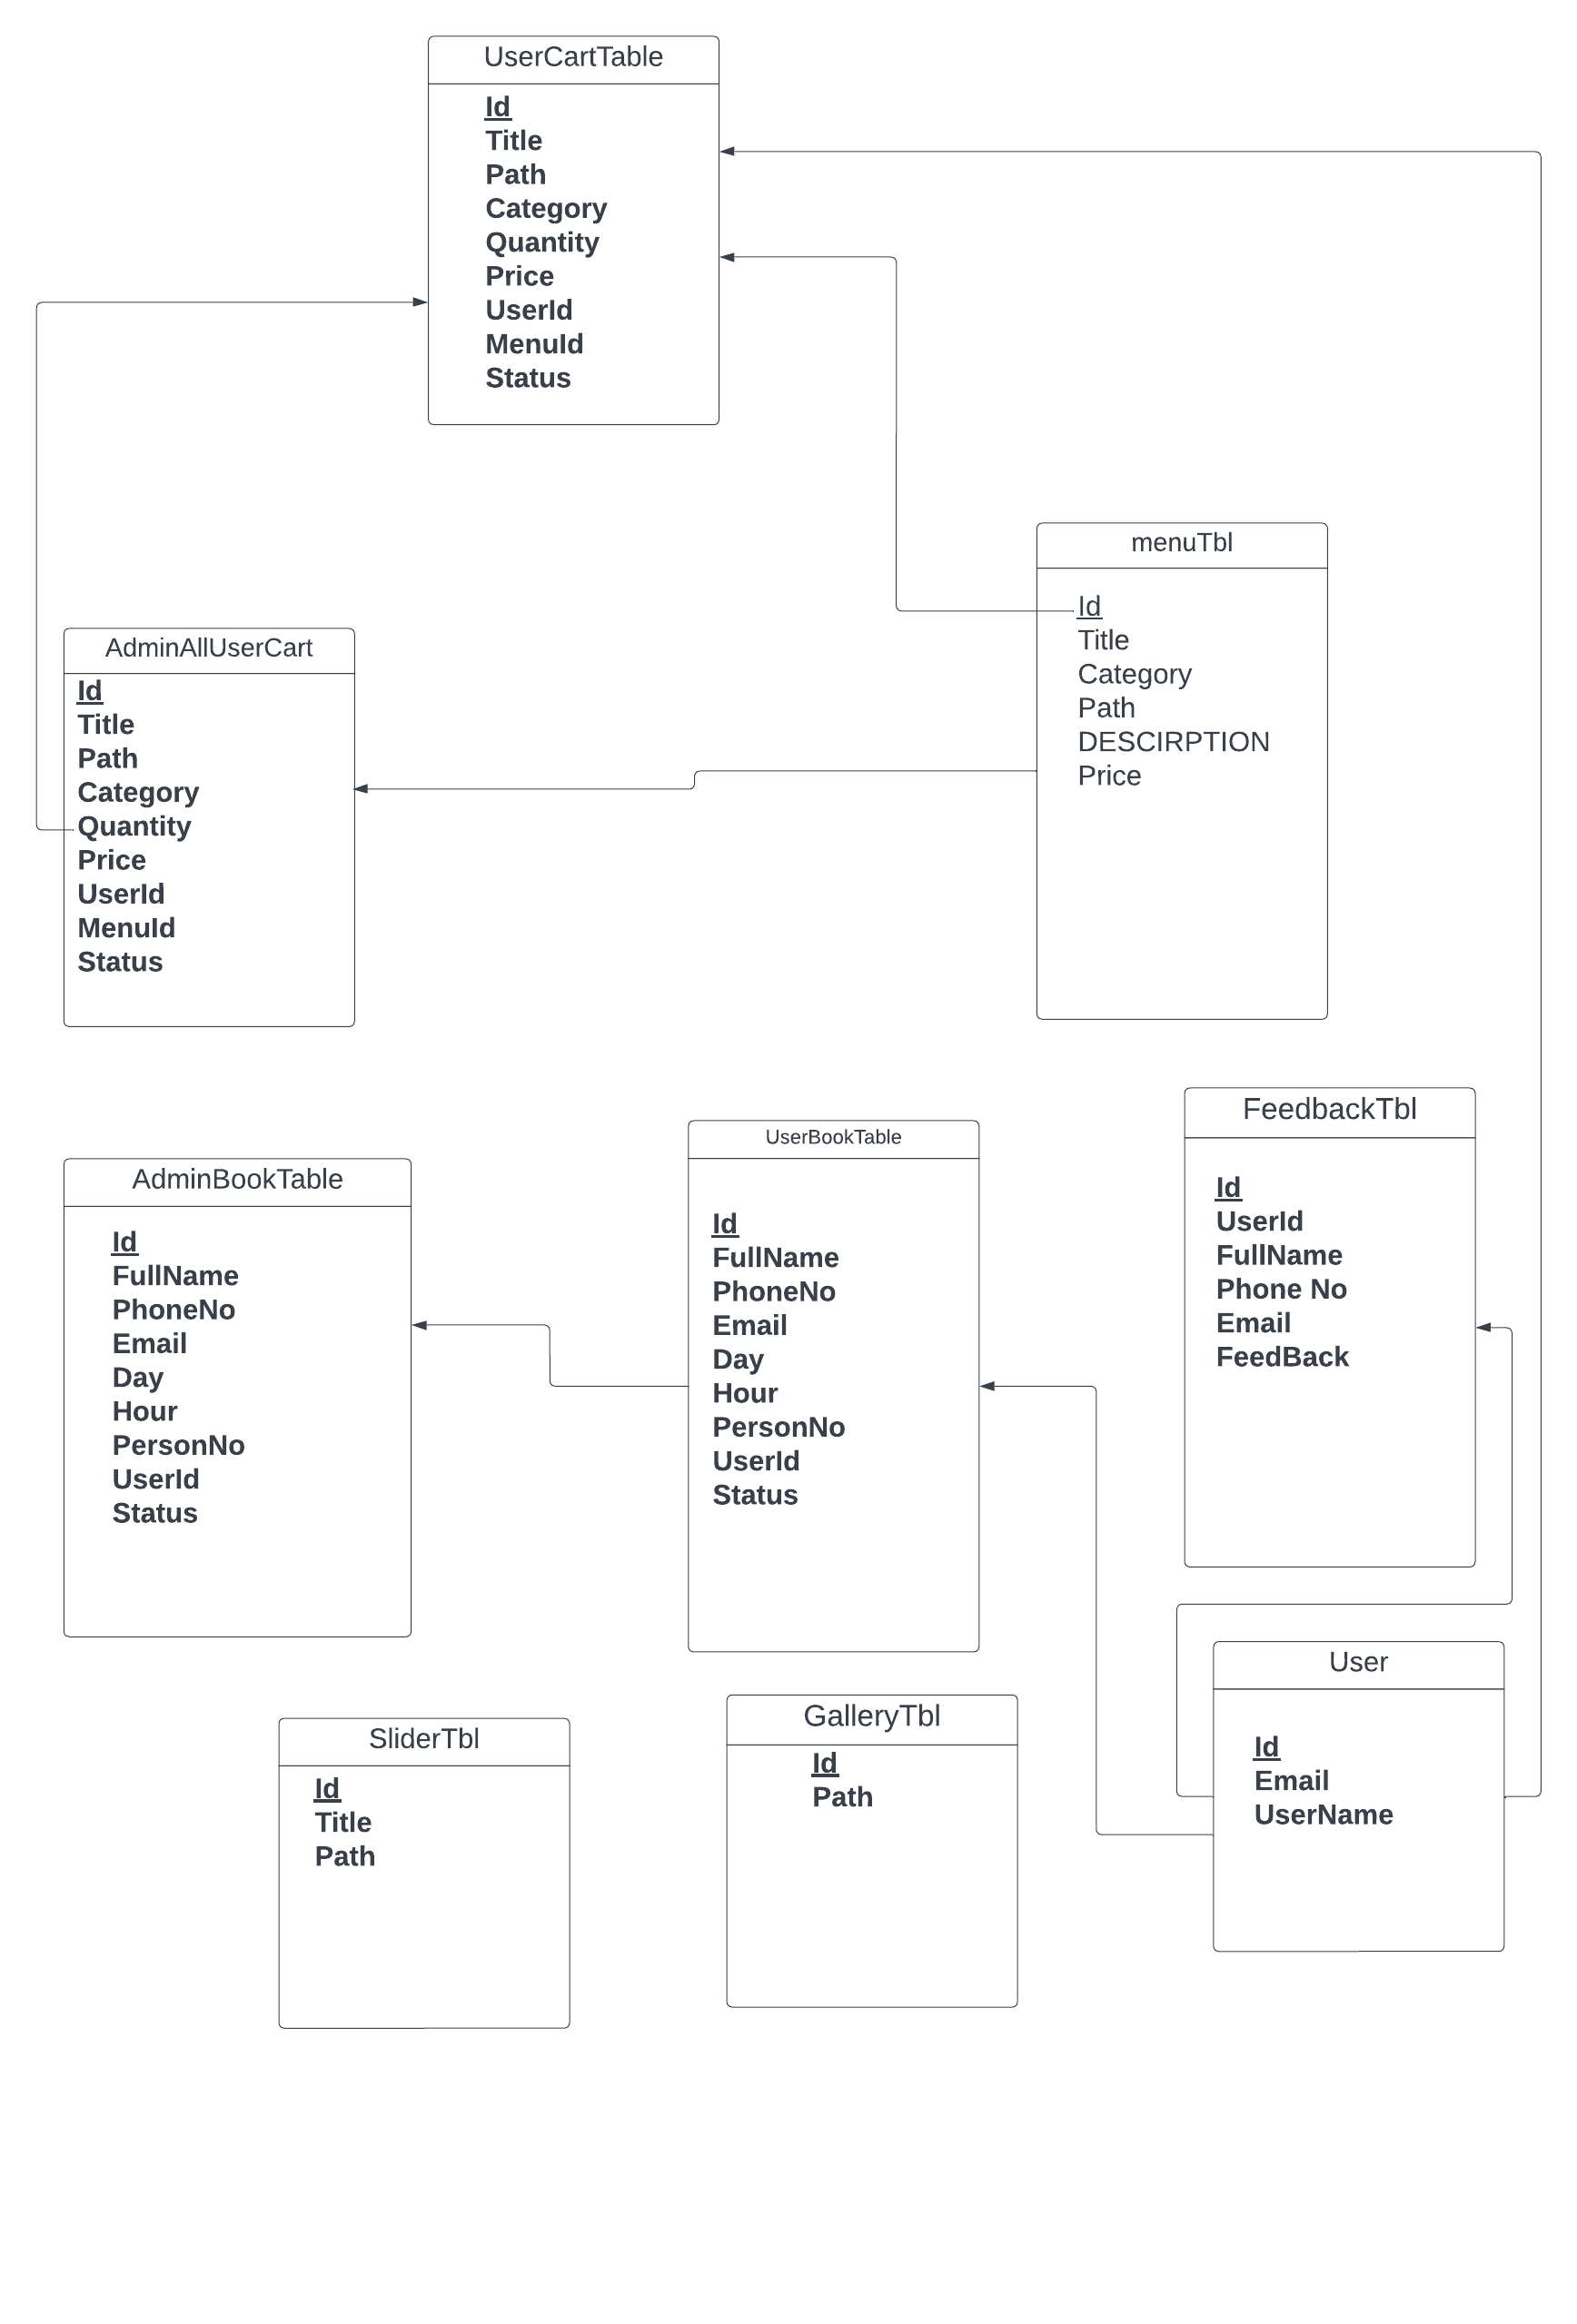 UserCartTable
Id
Title
Path
Category
Quantity
Price
UserId
MenuId
Status
menuTbl
Id
Title
Category
Path
DESCIRPTION
Price
AdminAllUserCart
Id
Title
Path
Category
Quantity
Price
UserId
MenuId
Status
FeedbackTbl
Id
UserId
FullName
Phone No
Email
FeedBack
UserBookTable
Id
FullName
PhoneNo
Email
Day
Hour
PersonNo
UserId
Status
AdminBookTable
Id
FullName
PhoneNo
Email
Day
Hour
PersonNo
UserId
Status
User
Id
Email
UserName
GalleryTbl
Id
Path
SliderTbl
Id
Title
Path